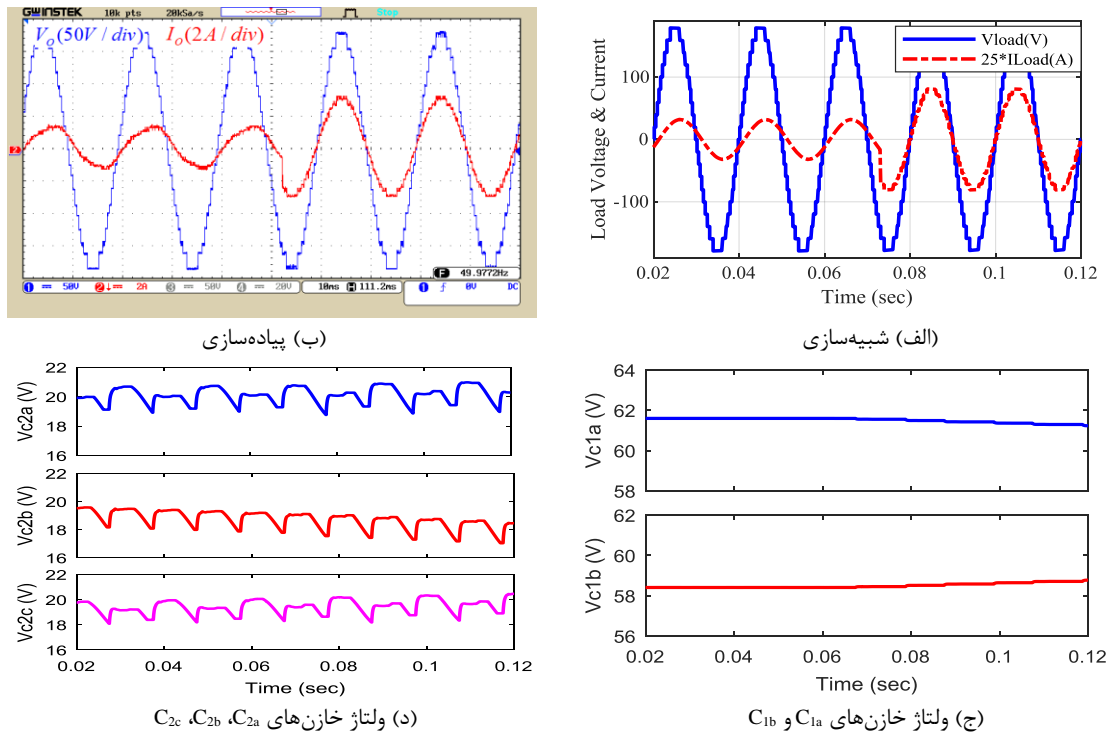 GWINSTEK 10k pts 20kSa/s Stop
V_O(50V / div) I_O(2A / div)
2
F 49.9772Hz
1 50V 2 2A 3 50V 4 20V 10ms H 111.2ms 1 0V DC
(ب) پیاده‌سازی
Load Voltage & Current
100
0
-100
Vload(V)
25*ILoad(A)
0.02 0.04 0.06 0.08 0.1 0.12
Time (sec)
(الف) شبیه‌سازی
Vc2a (V)
22
20
18
16
Vc2b (V)
22
20
18
16
Vc2c (V)
22
20
18
16
0.02 0.04 0.06 0.08 0.1 0.12
Time (sec)
(د) ولتاژ خازن‌های C2a، C2b، C2c
Vc1a (V)
64
62
60
58
Vc1b (V)
62
60
58
56
0.02 0.04 0.06 0.08 0.1 0.12
Time (sec)
(ج) ولتاژ خازن‌های C1a و C1b